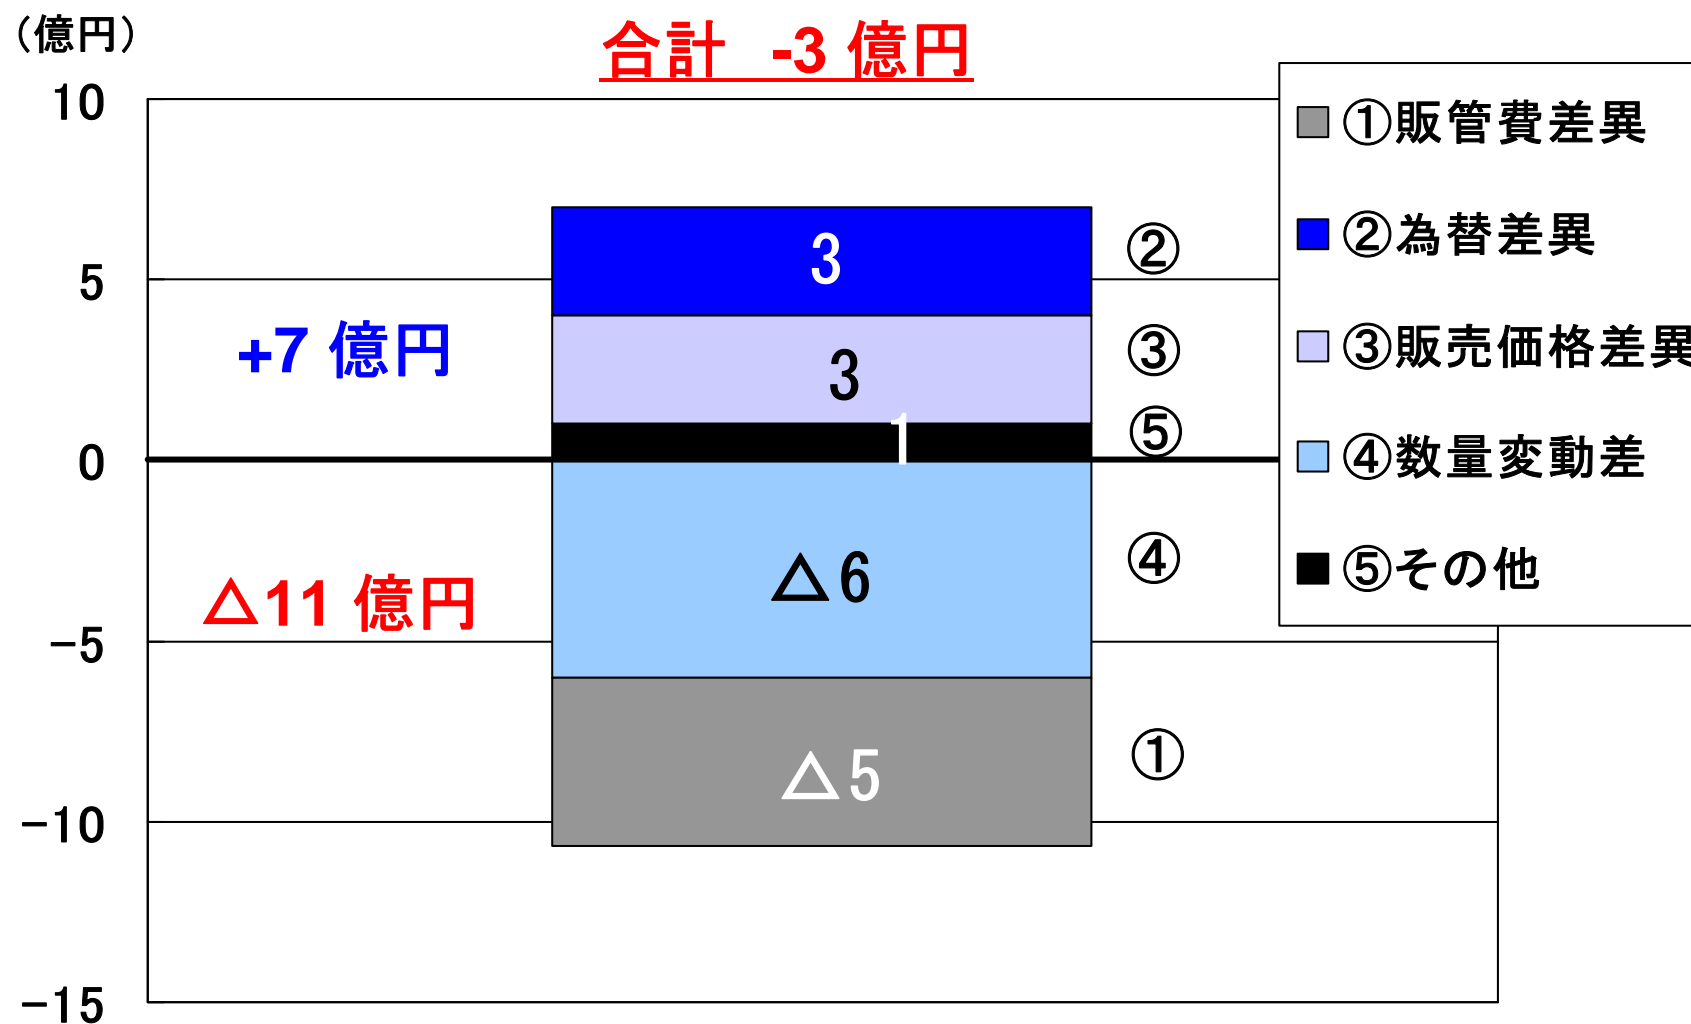 （億円）
合計 -3 億円
10
5
0
-5
-10
-15
+7 億円
△11 億円
3
3
1
△6
△5
②
③
⑤
④
①
①販管費差異
②為替差異
③販売価格差異
④数量変動差
⑤その他